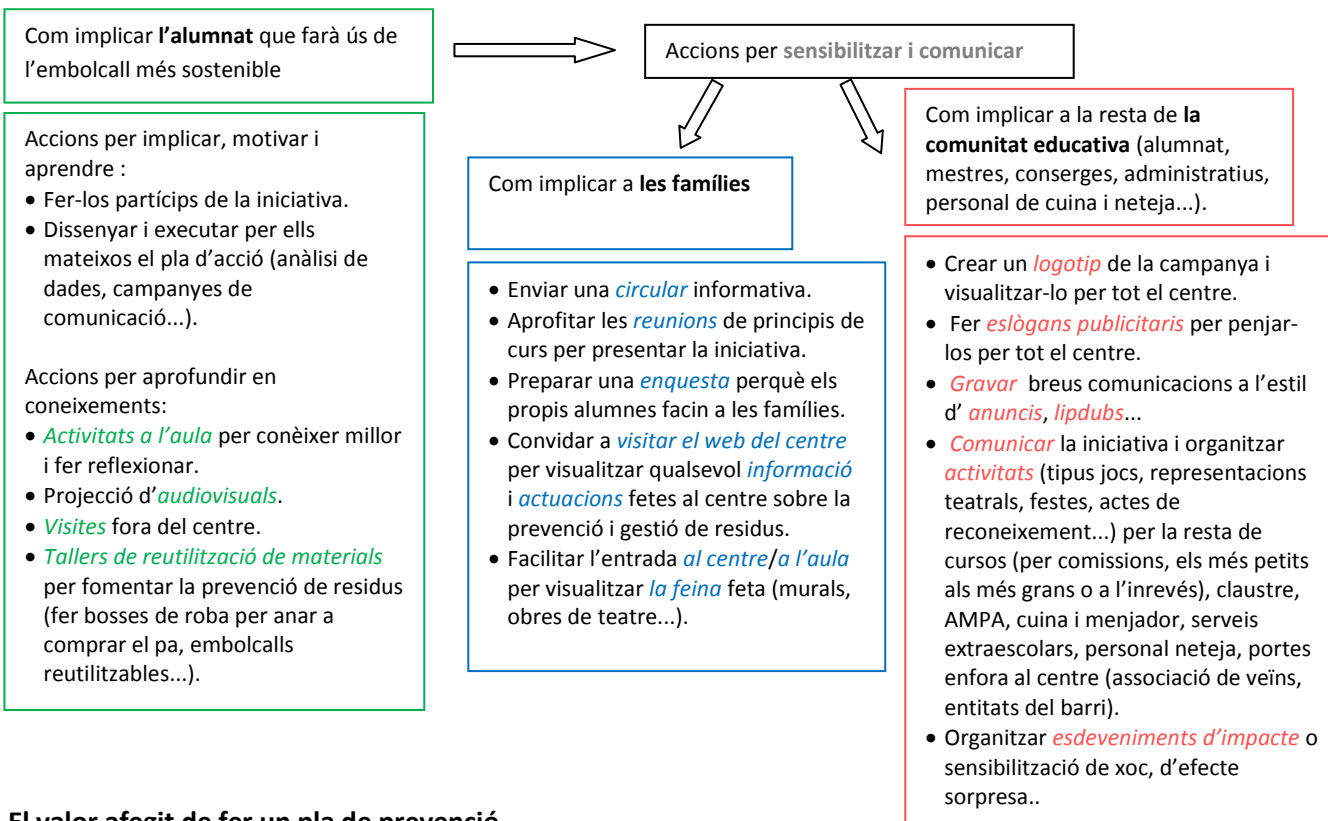 Com implicar l'alumnat que farà ús de
l'embolcall més sostenible
Accions per sensibilitzar i comunicar
Accions per implicar, motivar i
aprendre :
• Fer-los partícips de la iniciativa.
• Dissenyar i executar per ells
mateixos el pla d'acció (anàlisi de
dades, campanyes de
comunicació...).
Accions per aprofundir en
coneixements:
• Activitats a l'aula per conèixer millor
i fer reflexionar.
• Projecció d'audiovisuals.
• Visites fora del centre.
• Tallers de reutilització de materials
per fomentar la prevenció de residus
(fer bosses de roba per anar a
comprar el pa, embolcalls
reutilitzables...).
Com implicar a les famílies
• Enviar una circular informativa.
• Aprofitar les reunions de principis de
curs per presentar la iniciativa.
• Preparar una enquesta perquè els
propis alumnes facin a les famílies.
• Convidar a visitar el web del centre
per visualitzar qualsevol informació
i actuacions fetes al centre sobre la
prevenció i gestió de residus.
• Facilitar l'entrada al centre/a l'aula
per visualitzar la feina feta (murals,
obres de teatre...).
Com implicar a la resta de la
comunitat educativa (alumnat,
mestres, conserges, administratius,
personal de cuina i neteja...).
• Crear un logotip de la campanya i
visualitzar-lo per tot el centre.
• Fer eslògans publicitaris per penjar-
los per tot el centre.
• Gravar breus comunicacions a l'estil
d' anuncis, lipdubs...
• Comunicar la iniciativa i organitzar
activitats (tipus jocs, representacions
teatrals, festes, actes de
reconeixement...) per la resta de
cursos (per comissions, els més petits
als més grans o a l'inrevés), claustre,
AMPA, cuina i menjador, serveis
extraescolars, personal neteja, portes
enfora al centre (associació de veïns,
entitats del barri).
• Organitzar esdeveniments d'impacte o
sensibilització de xoc, d'efecte
sorpresa..
El valor afegit de fer un pla de prevenció